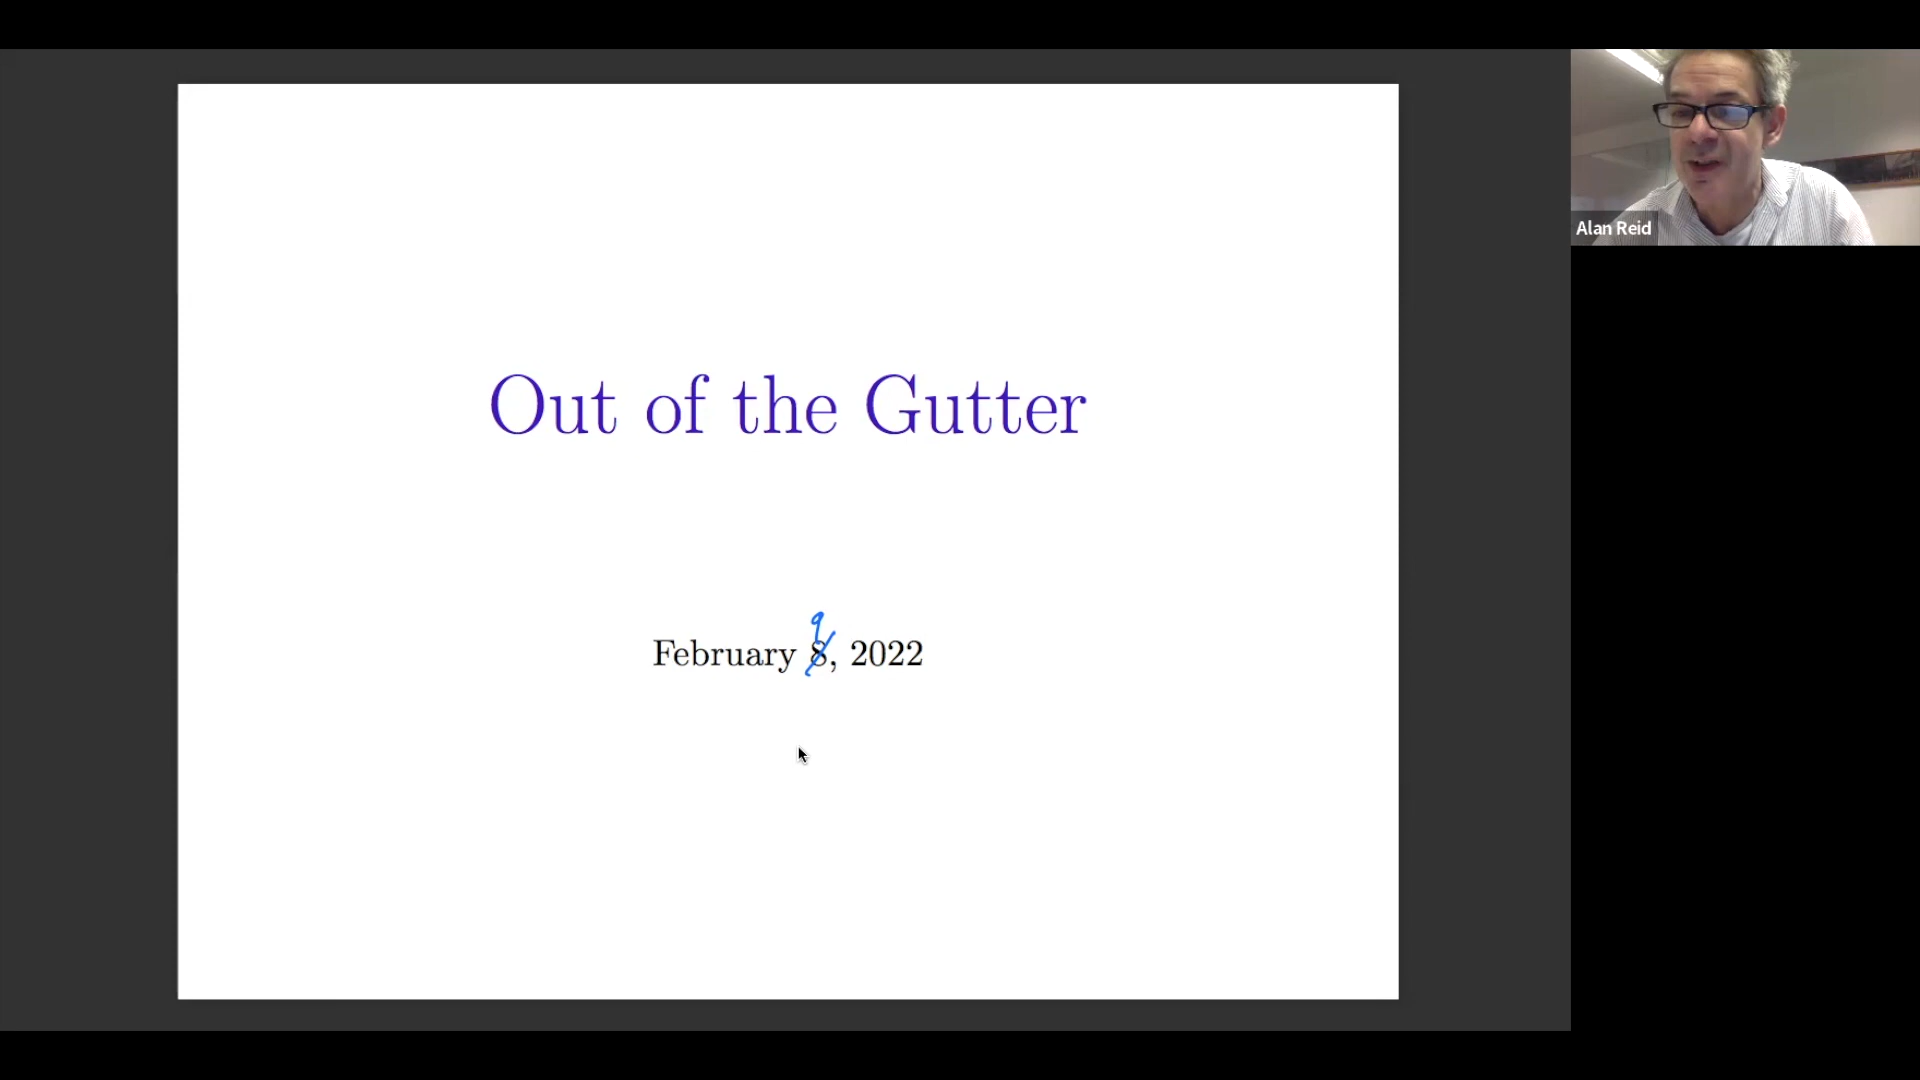 Out of the Gutter
9
February 8, 2022
Alan Reid